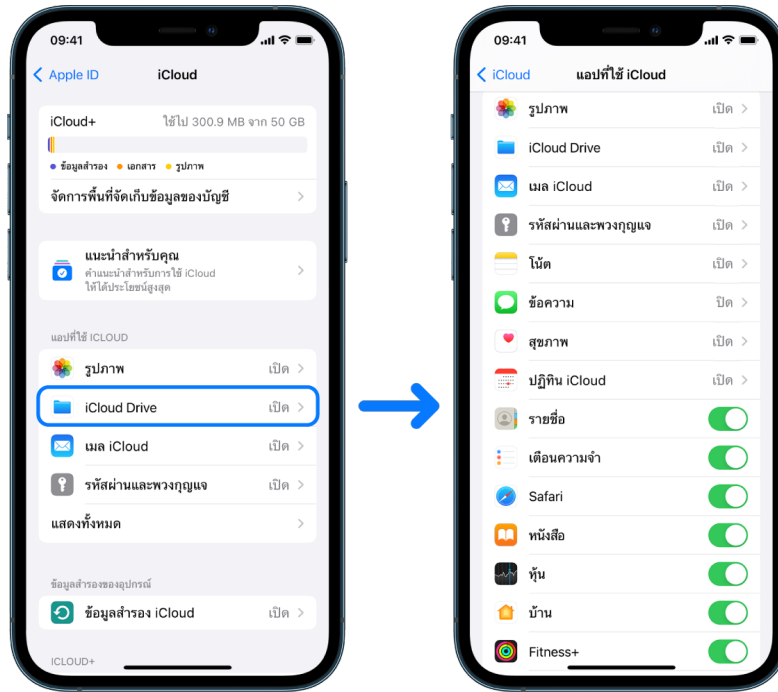 09:41
Apple ID
iCloud
iCloud+
ใช้ไป 300.9 MB จาก 50 GB
ข้อมูลสำรอง
เอกสาร
รูปภาพ
จัดการพื้นที่จัดเก็บข้อมูลของบัญชี
แนะนำสำหรับคุณ
คำแนะนำสำหรับการใช้ iCloud
ให้ได้ประโยชน์สูงสุด
แอปที่ใช้ ICLOUD
รูปภาพ
เปิด
iCloud Drive
เปิด
เมล iCloud
เปิด
รหัสผ่านและพวงกุญแจ
เปิด
แสดงทั้งหมด
ข้อมูลสำรองของอุปกรณ์
ข้อมูลสำรอง iCloud
เปิด
ICLOUD+
09:41
iCloud
แอปที่ใช้ iCloud
รูปภาพ
เปิด
iCloud Drive
เปิด
เมล iCloud
เปิด
รหัสผ่านและพวงกุญแจ
เปิด
โน้ต
เปิด
ข้อความ
ปิด
สุขภาพ
เปิด
ปฏิทิน iCloud
เปิด
รายชื่อ
เตือนความจำ
Safari
หนังสือ
หุ้น
บ้าน
Fitness+